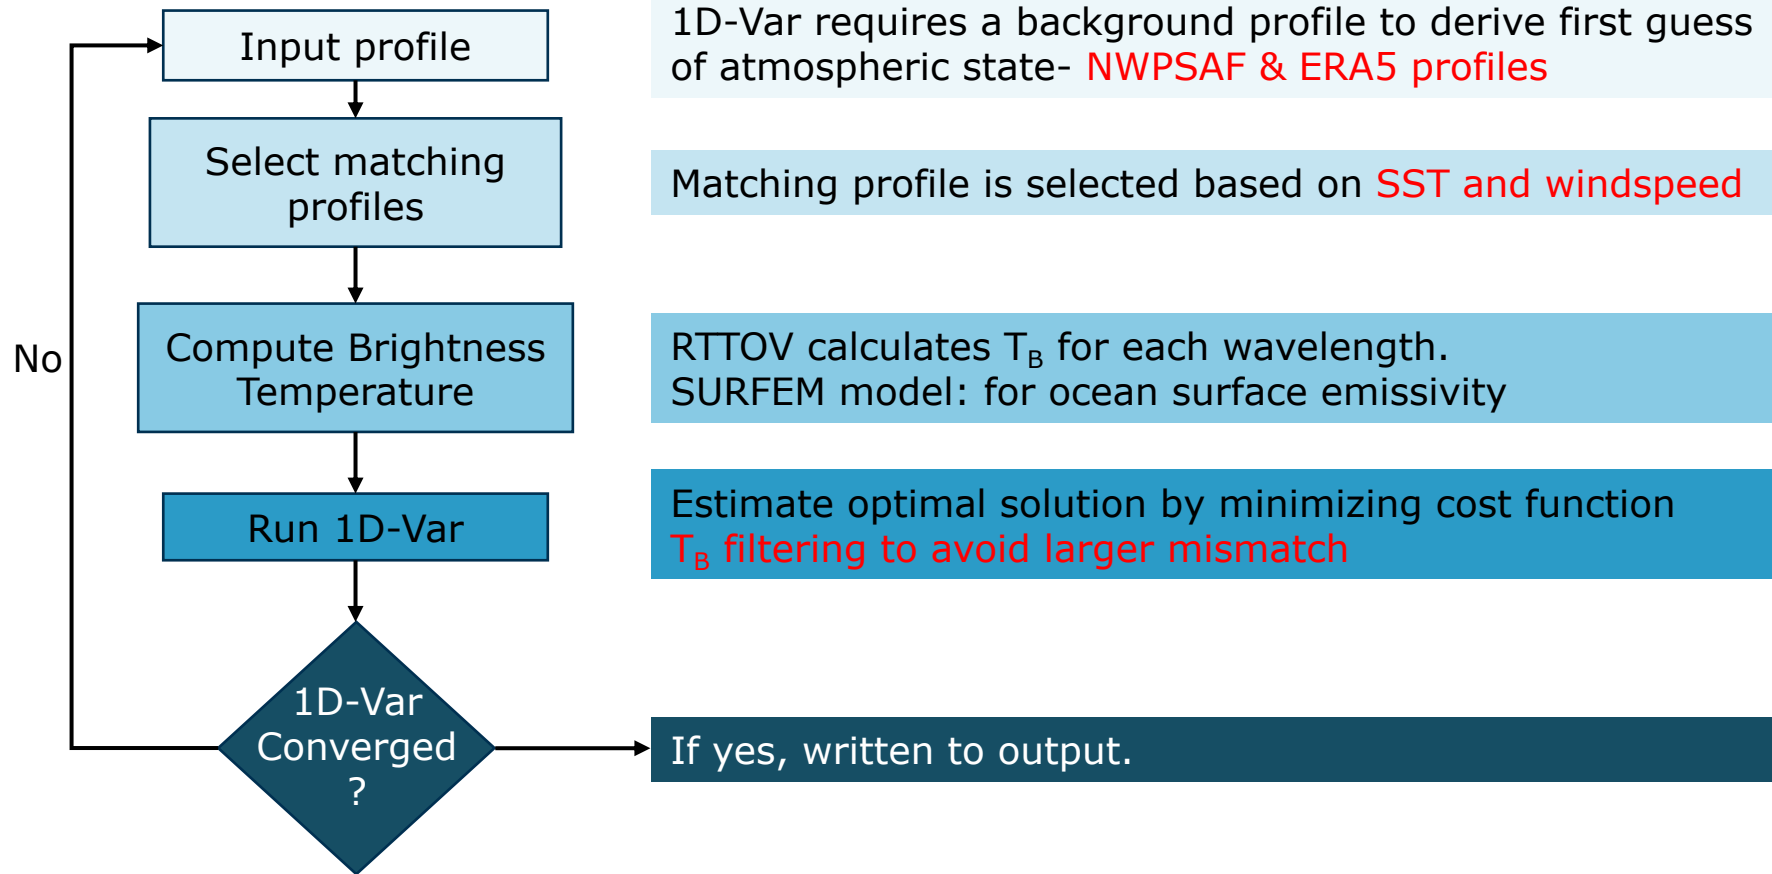 Input profile
1D-Var requires a background profile to derive first guess
of atmospheric state- NWPSAF & ERA5 profiles
Select matching
profiles
Matching profile is selected based on SST and windspeed
Compute Brightness
Temperature
RTTOV calculates T_B for each wavelength.
SURFEM model: for ocean surface emissivity
No
Run 1D-Var
Estimate optimal solution by minimizing cost function
T_B filtering to avoid larger mismatch
1D-Var
Converged
?
If yes, written to output.